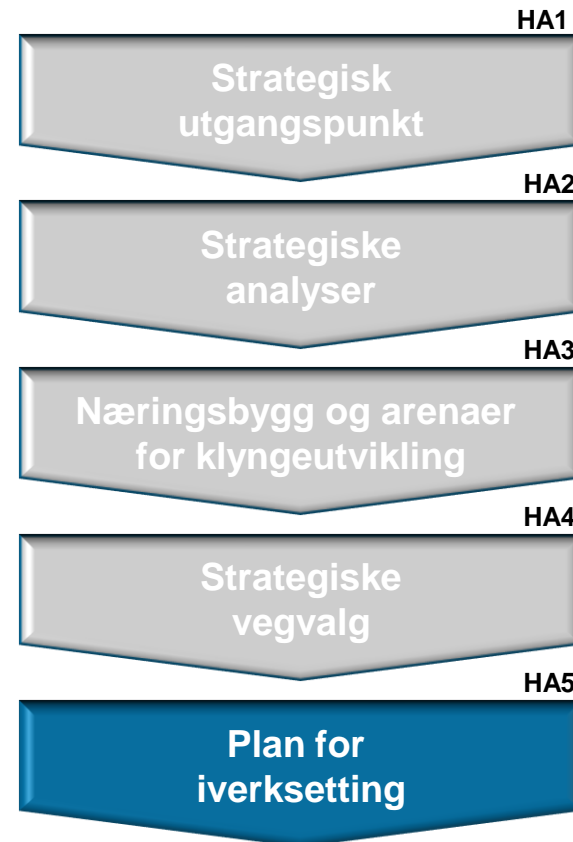 HA1
Strategisk
utgangspunkt
HA2
Strategiske
analyser
HA3
Næringsbygg og arenaer
for klyngeutvikling
HA4
Strategiske
vegvalg
HA5
Plan for
iverksetting